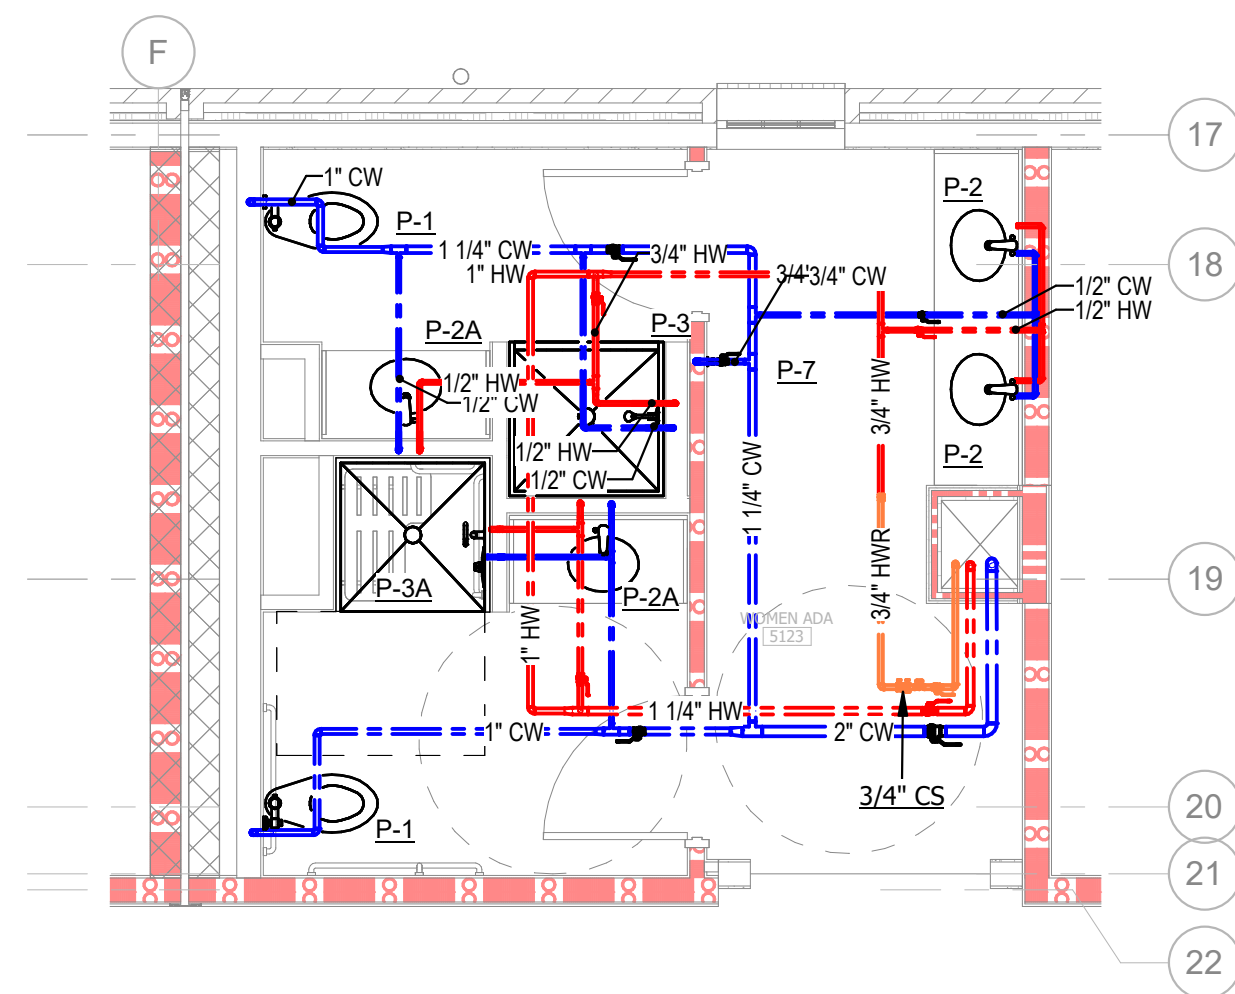 F
17
1" CW
P-1
P-2
1 1/4" CW
3/4" HW
1" HW
3/4"
3/4" CW
18
1/2" CW
1/2" HW
P-2A
P-3
P-7
1/2" HW
1/2" CW
3/4" HW
1/2" HW
1/2" CW
P-2
1 1/4" CW
3/4" HWR
19
P-3A
P-2A
WOMEN ADA
5123
1" HW
1 1/4" HW
1" CW
2" CW
3/4" CS
20
P-1
21
22